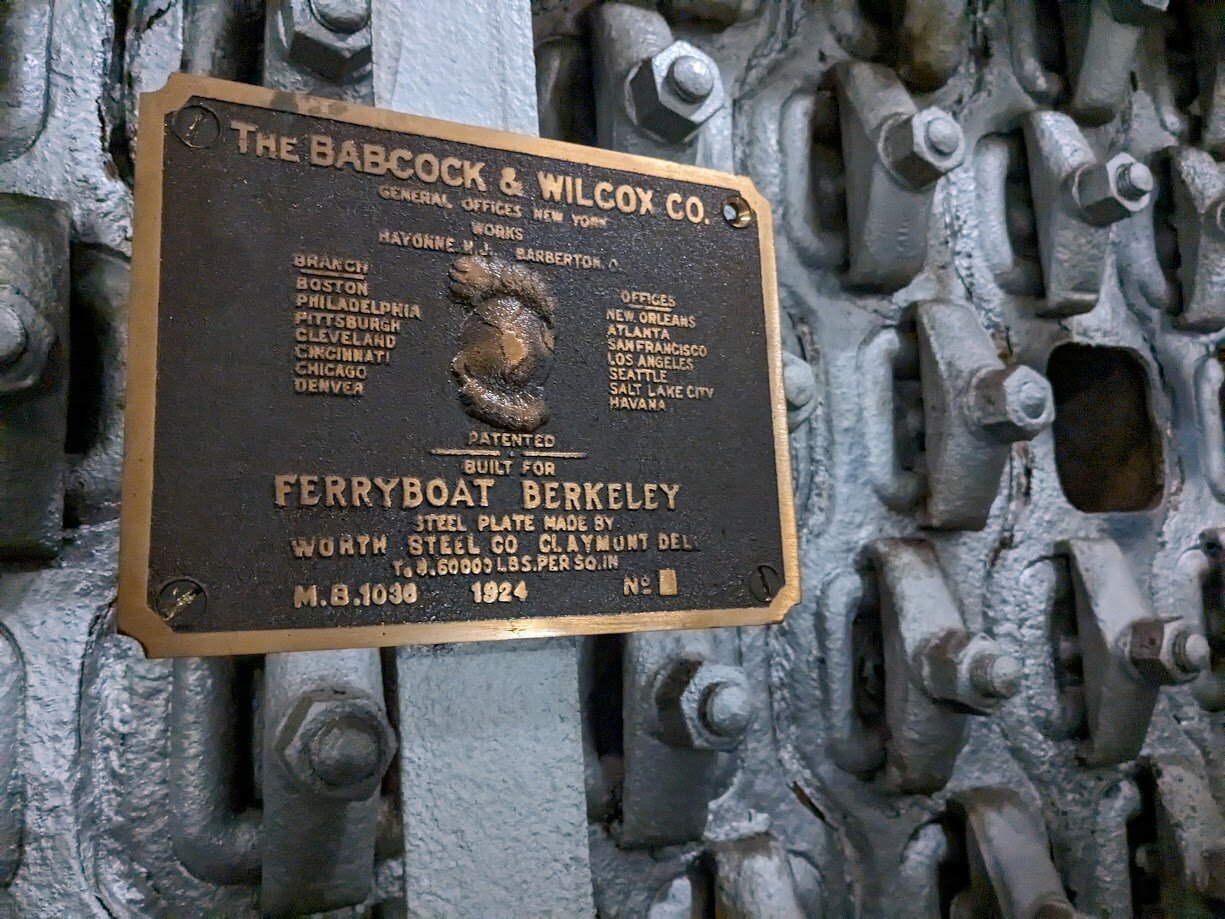 THE BABCOCK & WILCOX CO.
GENERAL OFFICES NEW YORK
WORKS
BAYONNE. N.J. BARBERTON. O.
BRANCH
BOSTON
PHILADELPHIA
PITTSBURGH
CLEVELAND
CINCINNATI
CHICAGO
DENVER
OFFICES
NEW ORLEANS
ATLANTA
SAN FRANCISCO
LOS ANGELES
SEATTLE
SALT LAKE CITY
HAVANA
PATENTED
BUILT FOR
FERRYBOAT BERKELEY
STEEL PLATE MADE BY
WORTH STEEL CO CLAYMONT DEL.
60000 LBS. PER SQ. IN
M.B.1036 1924 No